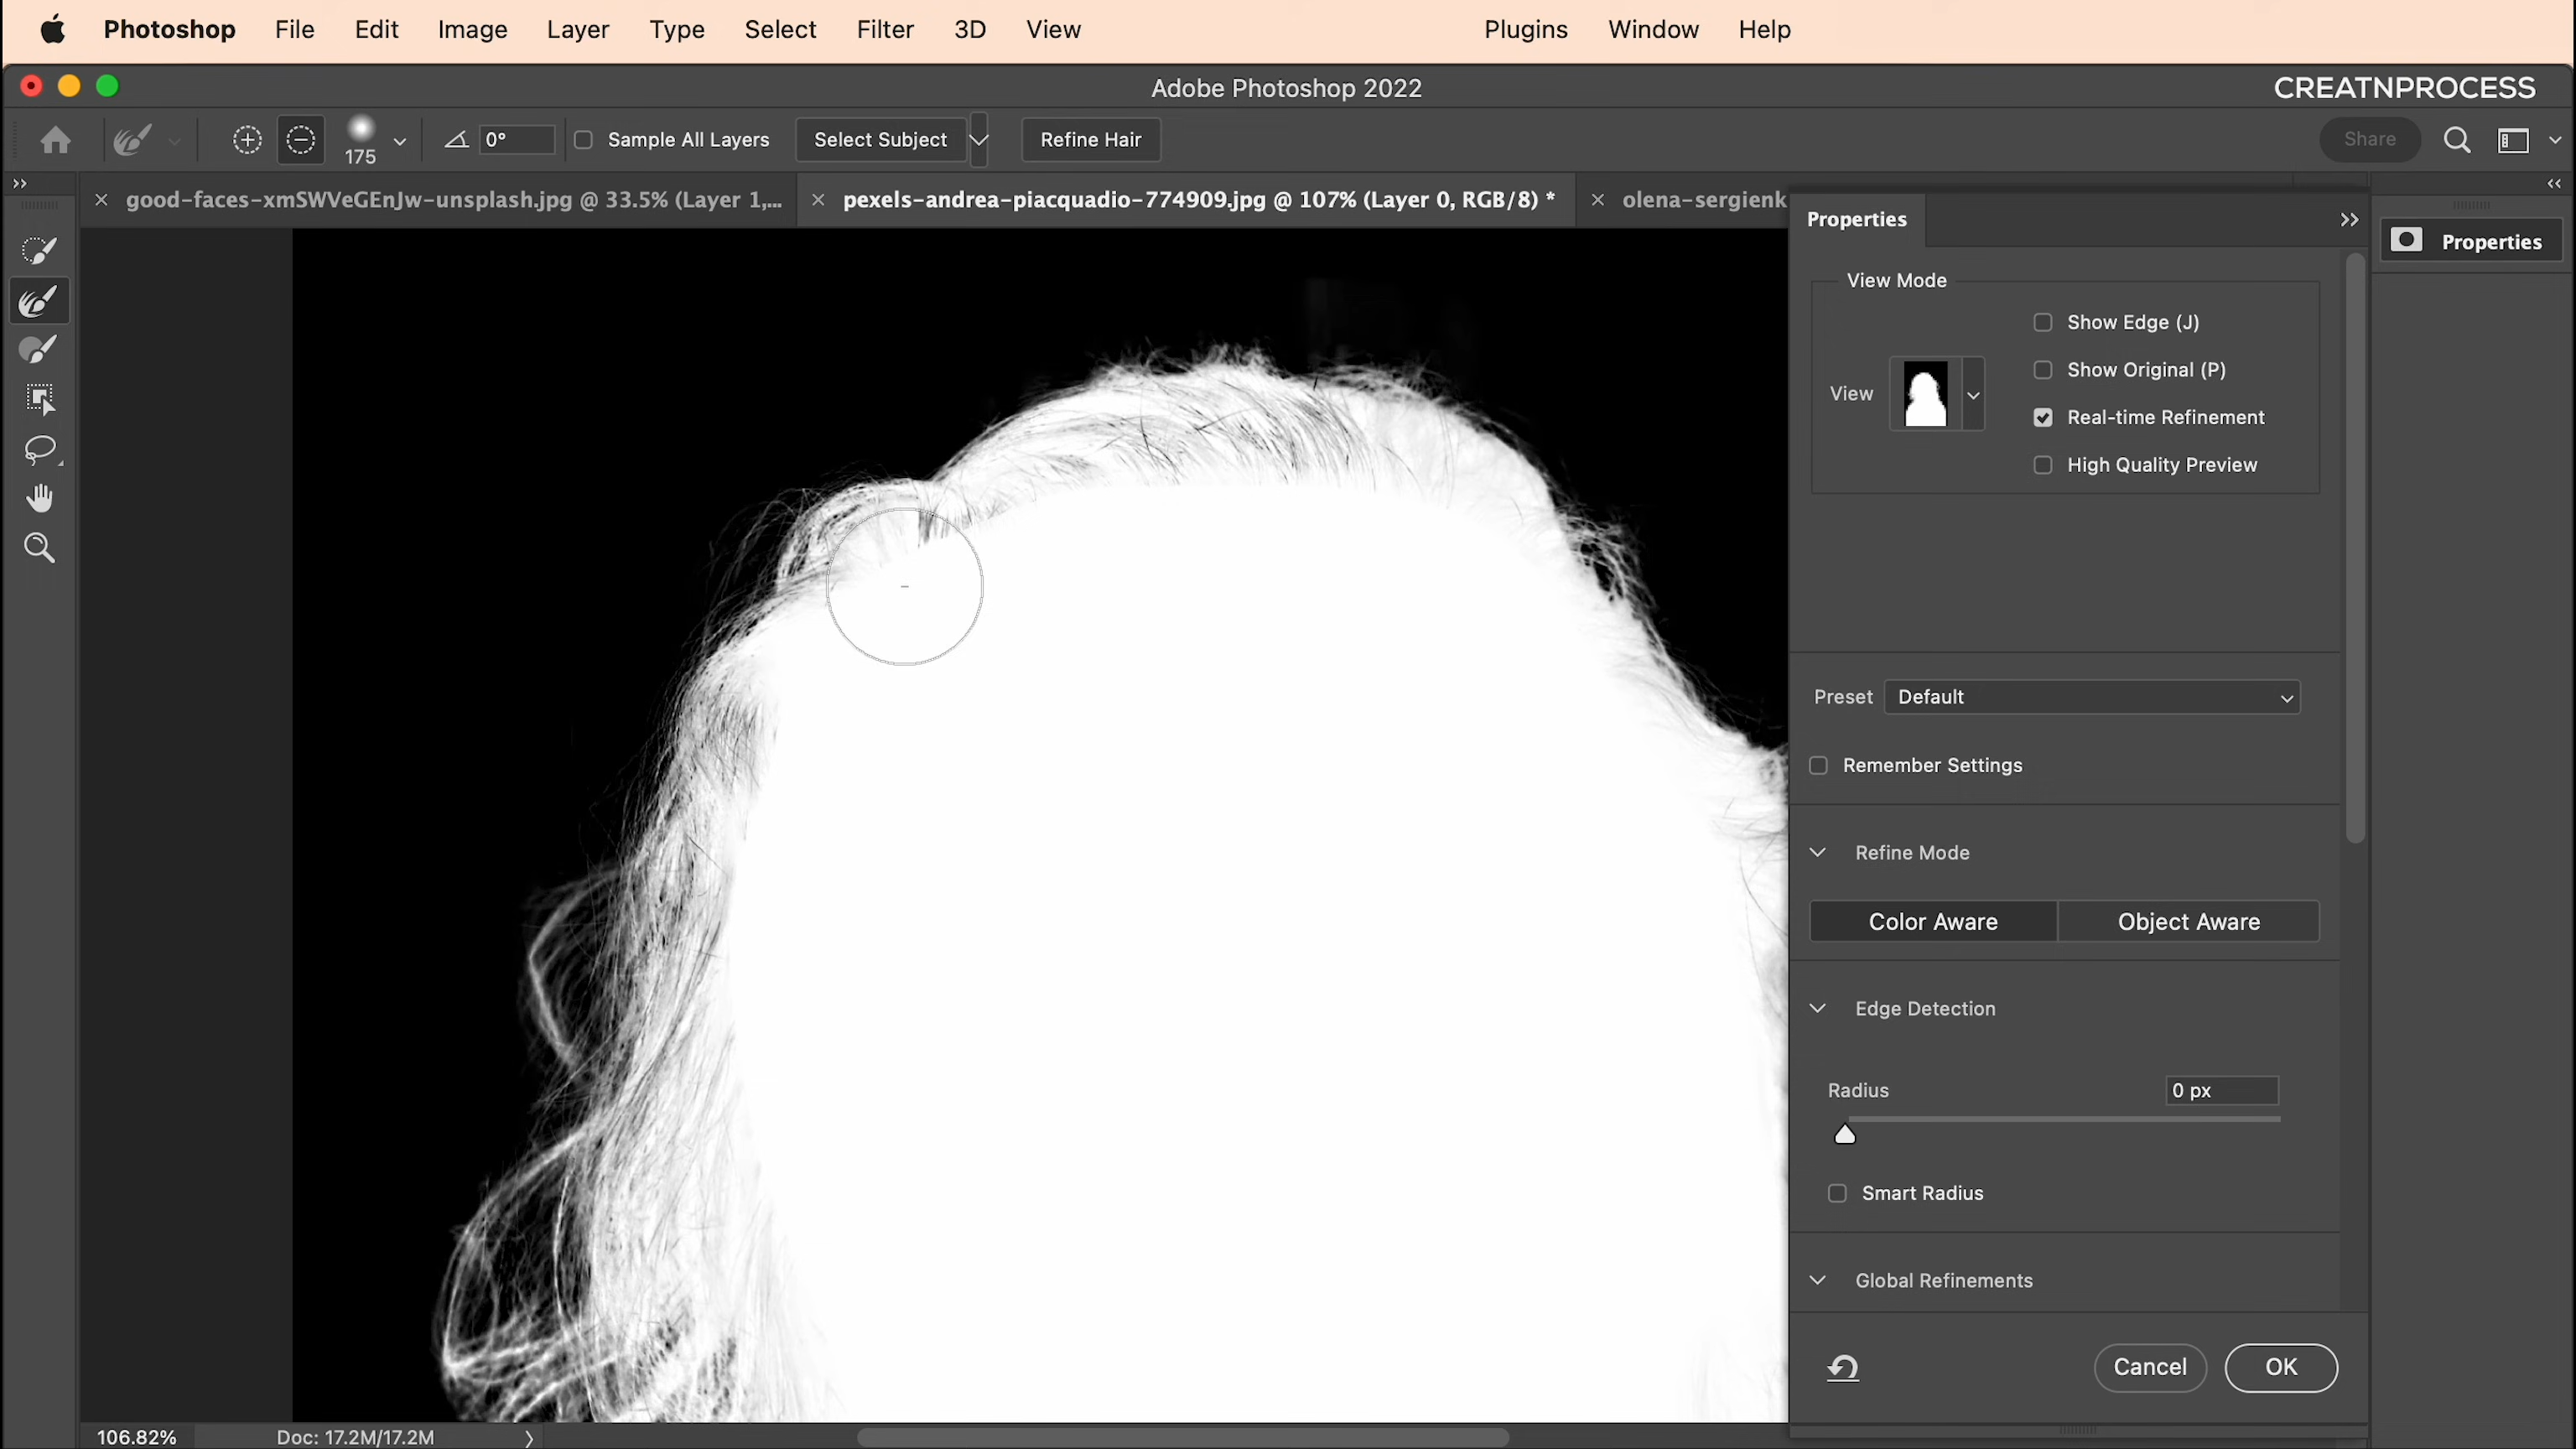 Photoshop File Edit Image Layer Type Select Filter 3D View Plugins Window Help
Adobe Photoshop 2022
CREATNPROCESS
175
0°
Sample All Layers
Select Subject
Refine Hair
Share
good-faces-xmSWVeGEnJw-unsplash.jpg @ 33.5% (Layer 1,...
pexels-andrea-piacquadio-774909.jpg @ 107% (Layer 0, RGB/8) *
olena-sergienk
Properties
Properties
View Mode
Show Edge (J)
Show Original (P)
View
Real-time Refinement
High Quality Preview
Preset Default
Remember Settings
Refine Mode
Color Aware Object Aware
Edge Detection
Radius 0 px
Smart Radius
Global Refinements
Cancel OK
106.82% Doc: 17.2M/17.2M